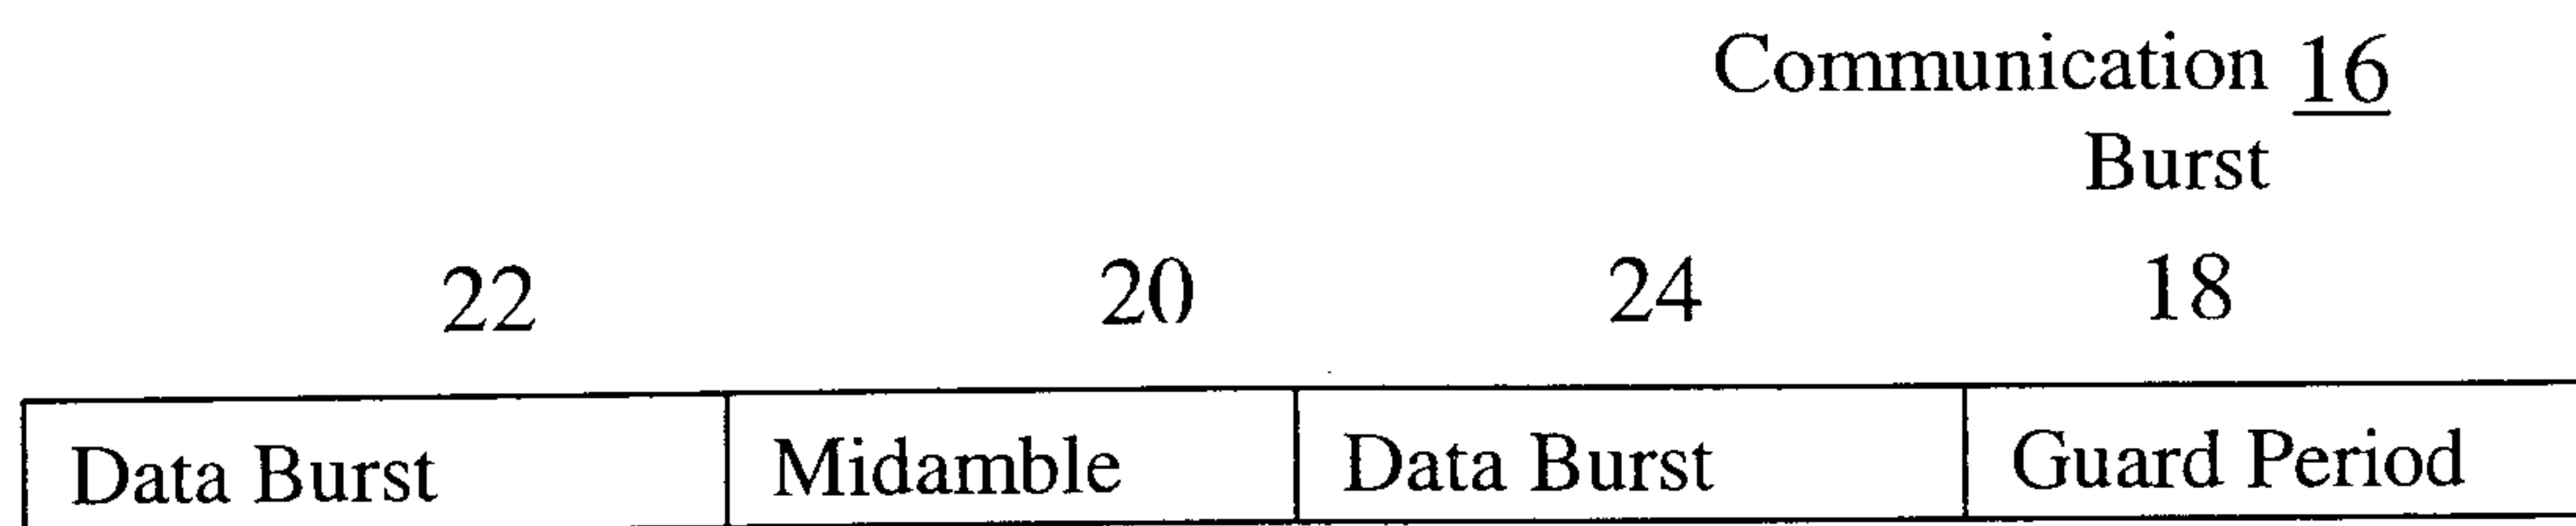 Communication 16
Burst
22 20 24 18
Data Burst Midamble Data Burst Guard Period